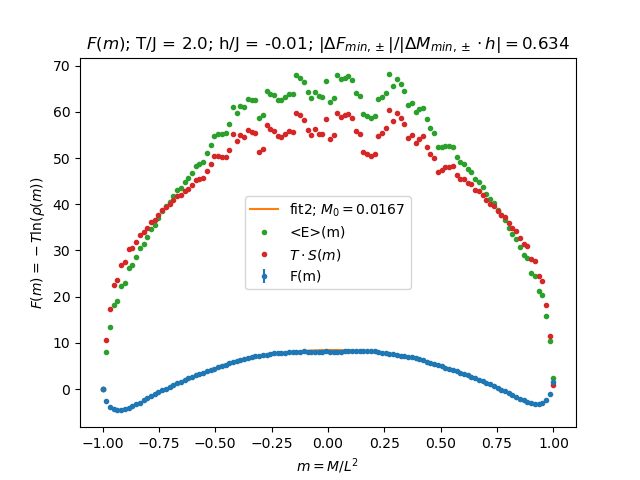 F(m); T/J = 2.0; h/J = -0.01; |ΔF_{min, ±}|/|ΔM_{min, ±} · h| = 0.634
F(m) = −T ln(ρ(m))
70
60
50
40
30
20
10
0
fit2; M_0 = 0.0167
<E>(m)
T · S(m)
F(m)
−1.00 −0.75 −0.50 −0.25 0.00 0.25 0.50 0.75 1.00
m = M/L^2